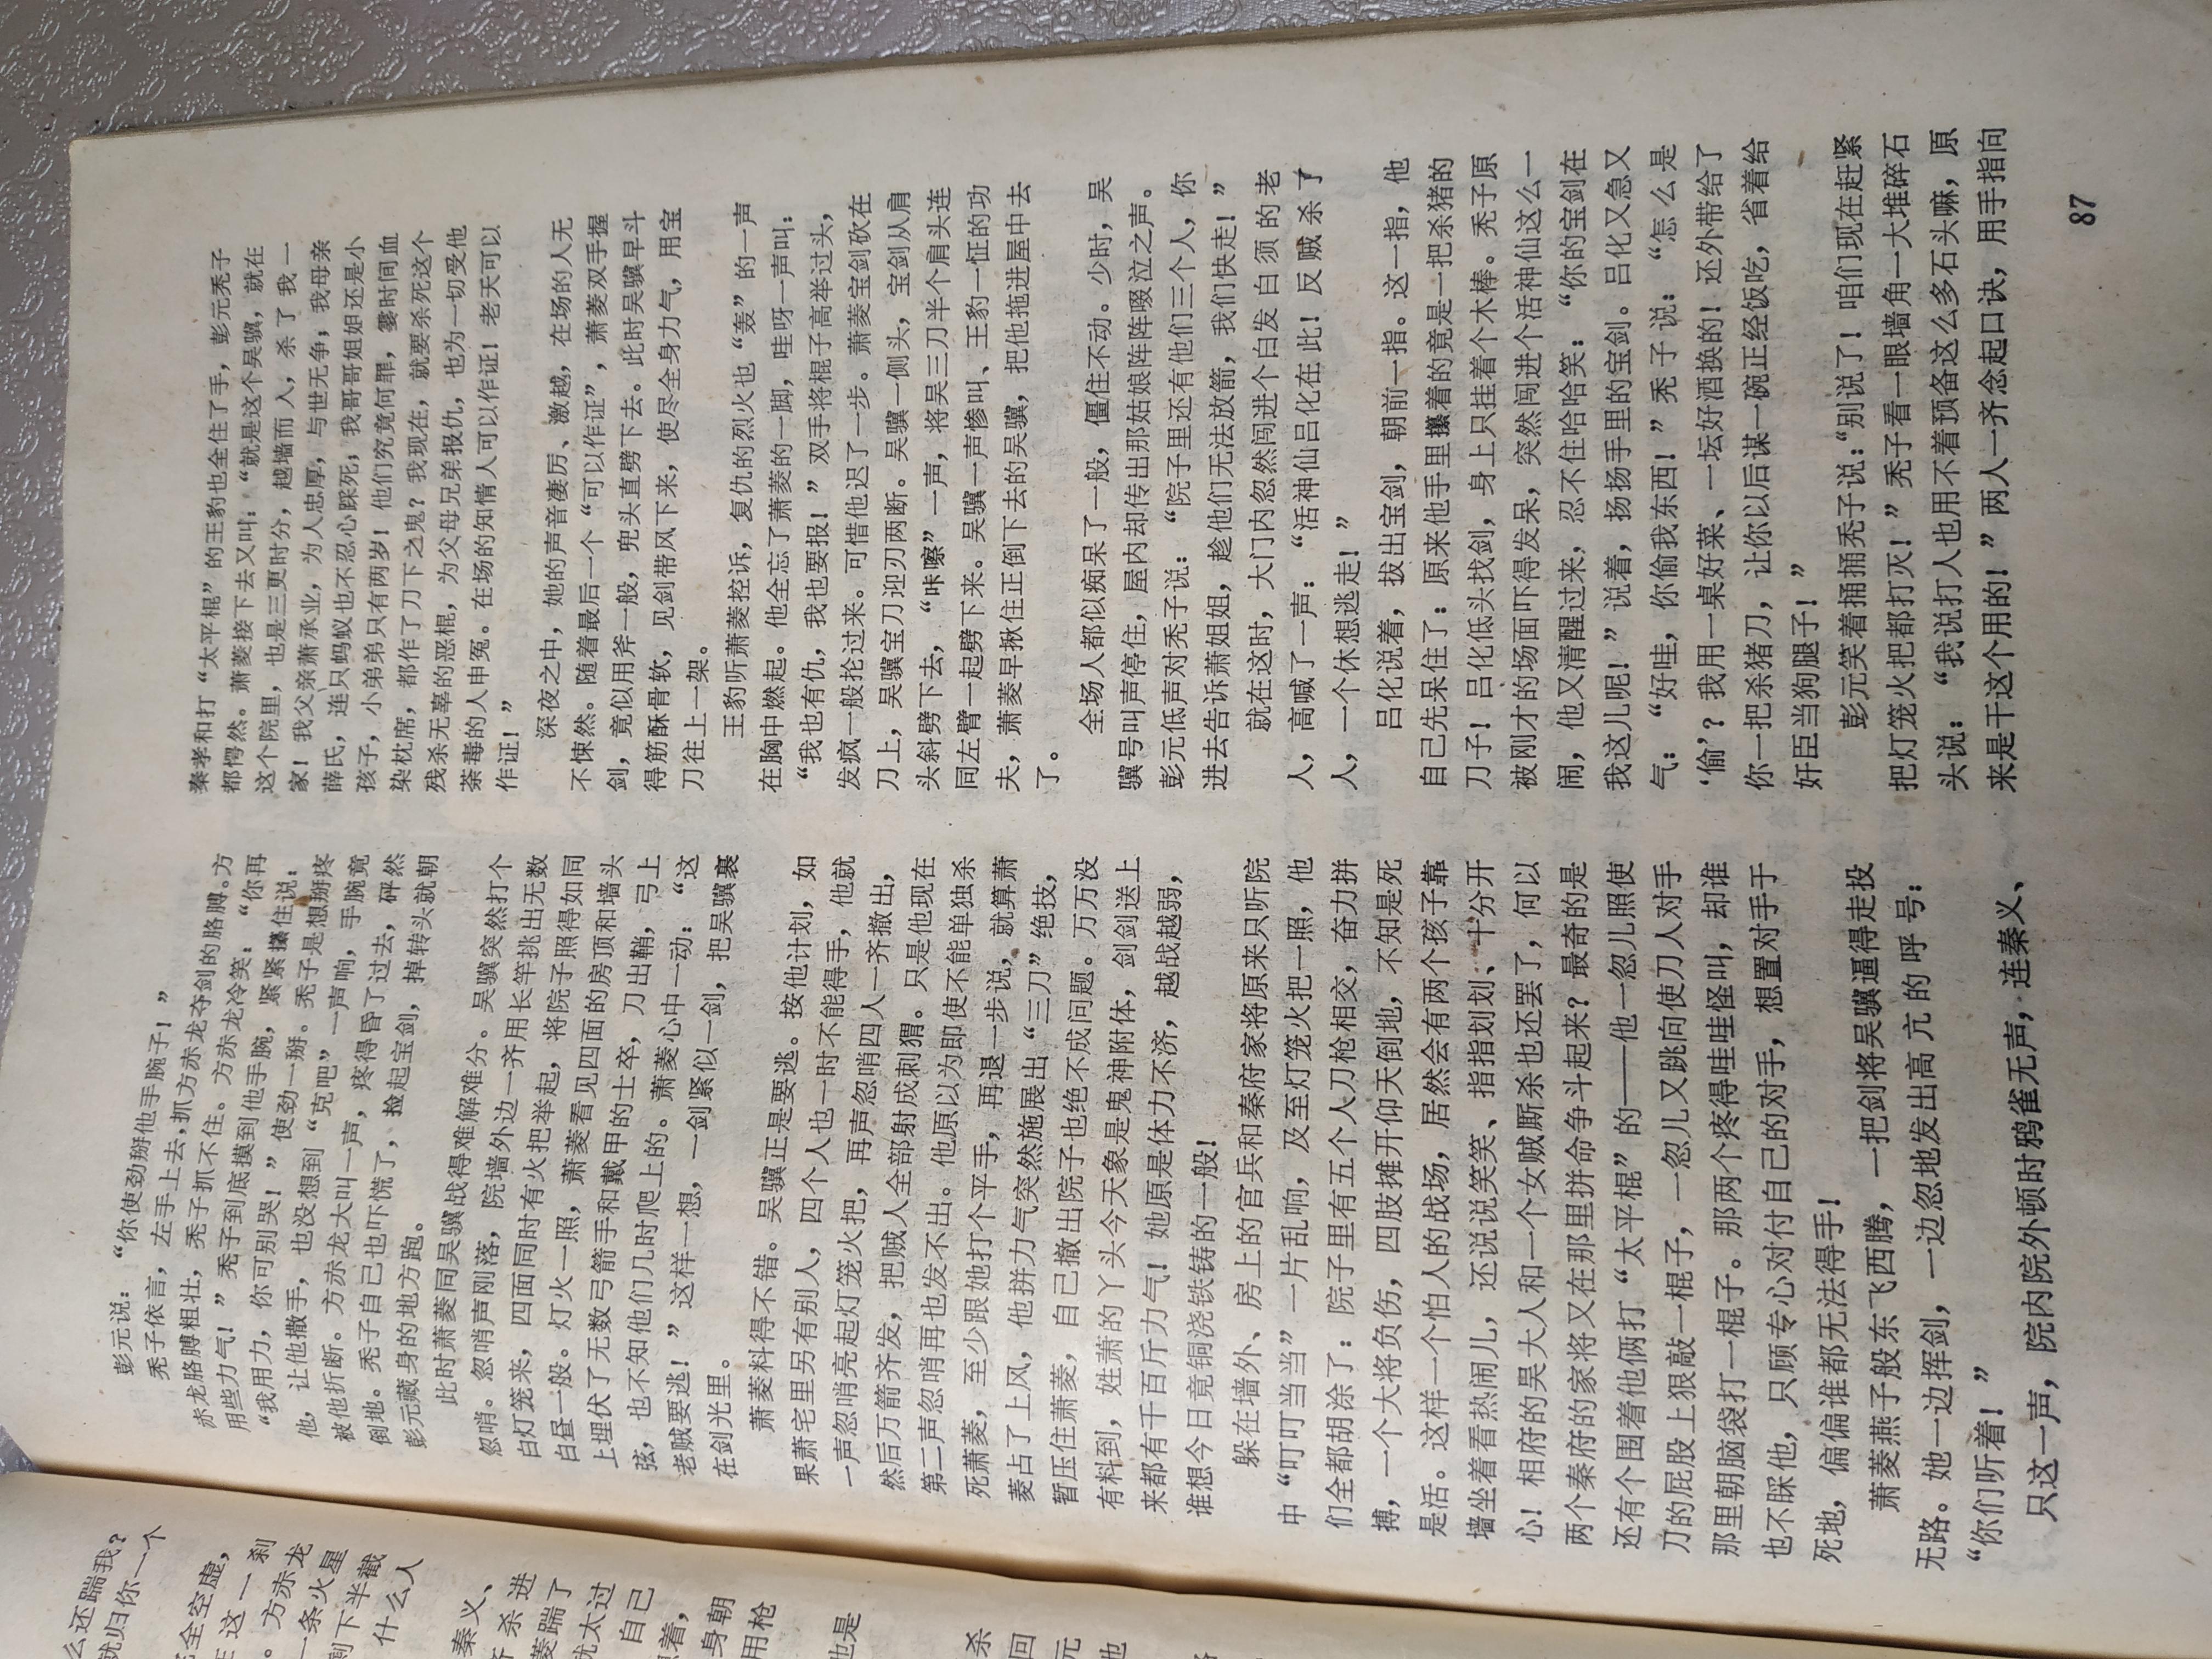 么还踹我？
就归你一个
全空虚，
这一刹
。方赤龙
一条火星
剩下半截
什么人
秦义、
杀进
菱踹了
太过
自己
着，
身朝
用枪
也是
杀
回
元
彭元说：“你使劲掰他手腕子！”
秃子依言，左手上去，抓方赤龙夺剑的胳膊。方
赤龙胳膊粗壮，秃子抓不住。方赤龙冷笑：“你再
用些力气！”秃子到底摸到他手腕，紧紧攥住说：
“我用力，你可别哭！”使劲一掰。秃子是想掰疼
他，让他撒手，也没想到“克吧”一声响，手腕竟
被他折断。方赤龙大叫一声，疼得昏了过去，砰然
倒地。秃子自己也吓慌了，捡起宝剑，掉转头就朝
彭元藏身的地方跑。
此时萧菱同吴骥战得难解难分。吴骥突然打个
忽哨。忽哨声刚落，院墙外边一齐用长竿挑出无数
白灯笼来，四面同时有火把举起，将院子照得如同
白昼一般。灯火一照，萧菱看见四面的房顶和墙头
上埋伏了无数弓箭手和戴甲的士卒，刀出鞘，弓上
弦，也不知他们几时爬上的。萧菱心中一动：“这
老贼要逃！”这样一想，一剑紧似一剑，把吴骥裹
在剑光里。
萧菱料得不错。吴骥正是要逃。按他计划，如
果萧宅里另有别人，四个人也一时不能得手，他就
一声忽哨亮起灯笼火把，再声忽哨四人一齐撤出，
然后万箭齐发，把贼人全部射成刺猬。只是他现在
第二声忽哨再也发不出。他原以为即使不能单独杀
死萧菱，至少跟她打个平手，再退一步说，就算萧
菱占了上风，他拼力气突然施展出“三刀”绝技，
暂压住萧菱，自己撤出院子也绝不成问题。万万没
有料到，姓萧的丫头今天象是鬼神附体，剑剑送上
来都有千百斤力气！她原是体力不济，越战越弱，
谁想今日竟铜浇铁铸的一般！
躲在墙外、房上的官兵和秦府家将原来只听院
中“叮叮当当”一片乱响，及至灯笼火把一照，他
们全都胡涂了：院子里有五个人刀枪相交，奋力拼
搏，一个大将负伤，四肢摊开仰天倒地，不知是死
是活。这样一个怕人的战场，居然会有两个孩子靠
墙坐着看热闹儿，还说说笑笑、指指划划、十分开
心！相府的吴大人和一个女贼厮杀也还罢了，何以
两个秦府的家将又在那里拼命争斗起来？最奇的是
还有个围着他俩打“太平棍”的——他一忽儿照使
刀的屁股上狠敲一棍子，一忽儿又跳向使刀人对手
那里朝脑袋打一棍子。那两个疼得哇哇怪叫，却谁
也不睬他，只顾专心对付自己的对手，想置对手于
死地，偏偏谁都无法得手！
萧菱燕子般东飞西腾，一把剑将吴骥逼得走投
无路。她一边挥剑，一边忽地发出高亢的呼号：
“你们听着！”
只这一声，院内院外顿时鸦雀无声，连秦义、
秦孝和打“太平棍”的王豹也全住了手，彭元秃子
都愕然。萧菱接下去又叫：“就是这个吴骥，就在
这个院里，也是三更时分，越墙而入，杀了我一
家！我父亲萧承业，为人忠厚，与世无争；我母亲
薛氏，连只蚂蚁也不忍心踩死；我哥哥姐姐还是小
孩子，小弟弟只有两岁！他们究竟何罪，霎时间血
染枕席，都作了刀下之鬼？我现在，就要杀死这个
残杀无辜的恶棍，为父母兄弟报仇，也为一切受他
荼毒的人申冤。在场的知情人可以作证！老天可以
作证！”
深夜之中，她的声音凄厉、激越，在场的人无
不悚然。随着最后一个“可以作证”，萧菱双手握
剑，竟似用斧一般，兜头直劈下去。此时吴骥早斗
得筋酥骨软，见剑带风下来，使尽全身力气，用宝
刀往上一架。
王豹听萧菱控诉，复仇的烈火也“轰”的一声
在胸中燃起。他全忘了萧菱的一脚，哇呀一声叫：
“我也有仇，我也要报！”双手将棍子高举过头，
发疯一般抡过来。可惜他迟了一步。萧菱宝剑砍在
刀上，吴骥宝刀迎刃两断。吴骥一侧头，宝剑从肩
头斜劈下去，“咔嚓”一声，将吴三刀半个肩头连
同左臂一起劈下来。吴骥一声惨叫、王豹一怔的功
夫，萧菱早揪住正倒下去的吴骥，把他拖进屋中去
了。
全场人都似痴呆了一般，僵住不动。少时，吴
骥号叫声停住，屋内却传出那姑娘阵阵啜泣之声。
彭元低声对秃子说：“院子里还有他们三个人，你
进去告诉萧姐姐，趁他们无法放箭，我们快走！”
就在这时，大门内忽然闯进个白发白须的老
人，高喊了一声：“活神仙吕化在此！反贼杀了
人，一个休想逃走！”
吕化说着，拔出宝剑，朝前一指。这一指，他
自己先呆住了：原来他手里攥着的竟是一把杀猪的
刀子！吕化低头找剑，身上只挂着个木棒。秃子原
被刚才的场面吓得发呆，突然闯进个活神仙这么一
闹，他又清醒过来，忍不住哈哈笑：“你的宝剑在
我这儿呢！”说着，扬扬手里的宝剑。吕化又急又
气：“好哇，你偷我东西！”秃子说：“怎么是
‘偷’？我用一桌好菜、一坛好酒换的！还外带给了
你一把杀猪刀，让你以后谋一碗正经饭吃，省着给
奸臣当狗腿子！”
彭元笑着捅捅秃子说：“别说了！咱们现在赶紧
把灯笼火把都打灭！”秃子看一眼墙角一大堆碎石
头说：“我说打人也用不着预备这么多石头嘛，原
来是干这个用的！”两人一齐念起口诀，用手指向
87